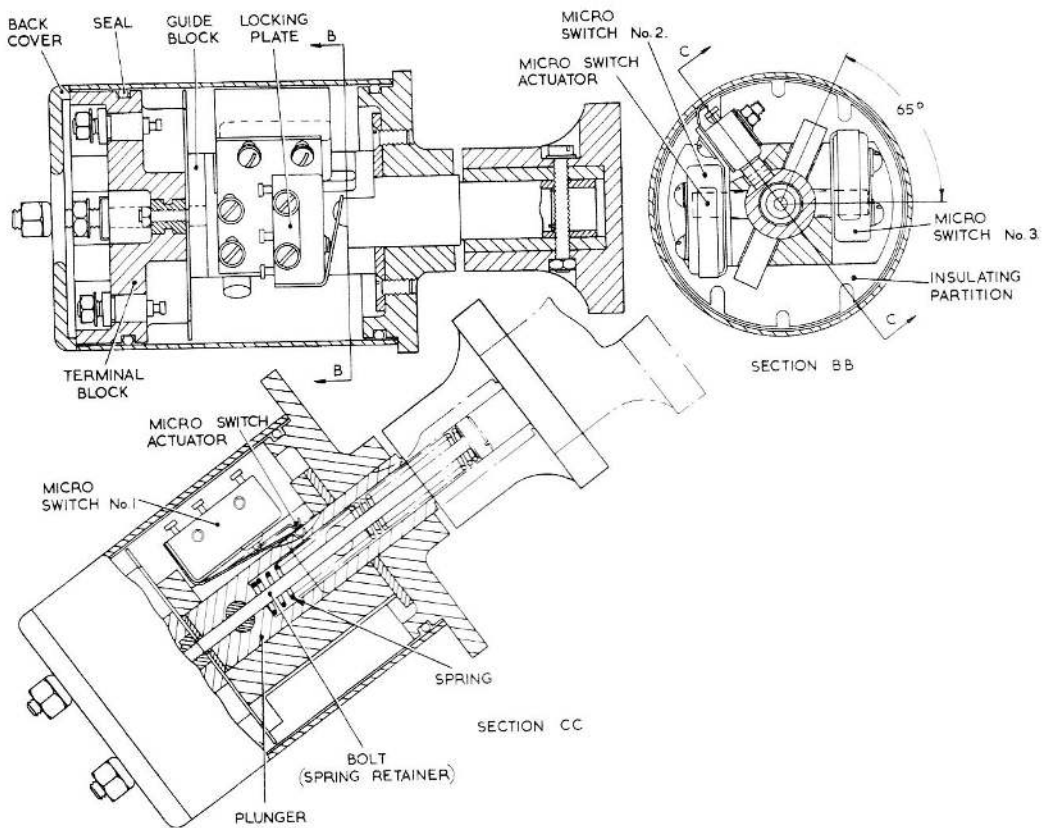 BACK
COVER
SEAL
GUIDE
BLOCK
LOCKING
PLATE
B
B
TERMINAL
BLOCK
MICRO
SWITCH No.2.
MICRO SWITCH
ACTUATOR
C
65°
MICRO
SWITCH No.3.
INSULATING
PARTITION
C
SECTION BB
MICRO SWITCH
ACTUATOR
MICRO
SWITCH No.1
SPRING
SECTION CC
BOLT
(SPRING RETAINER)
PLUNGER